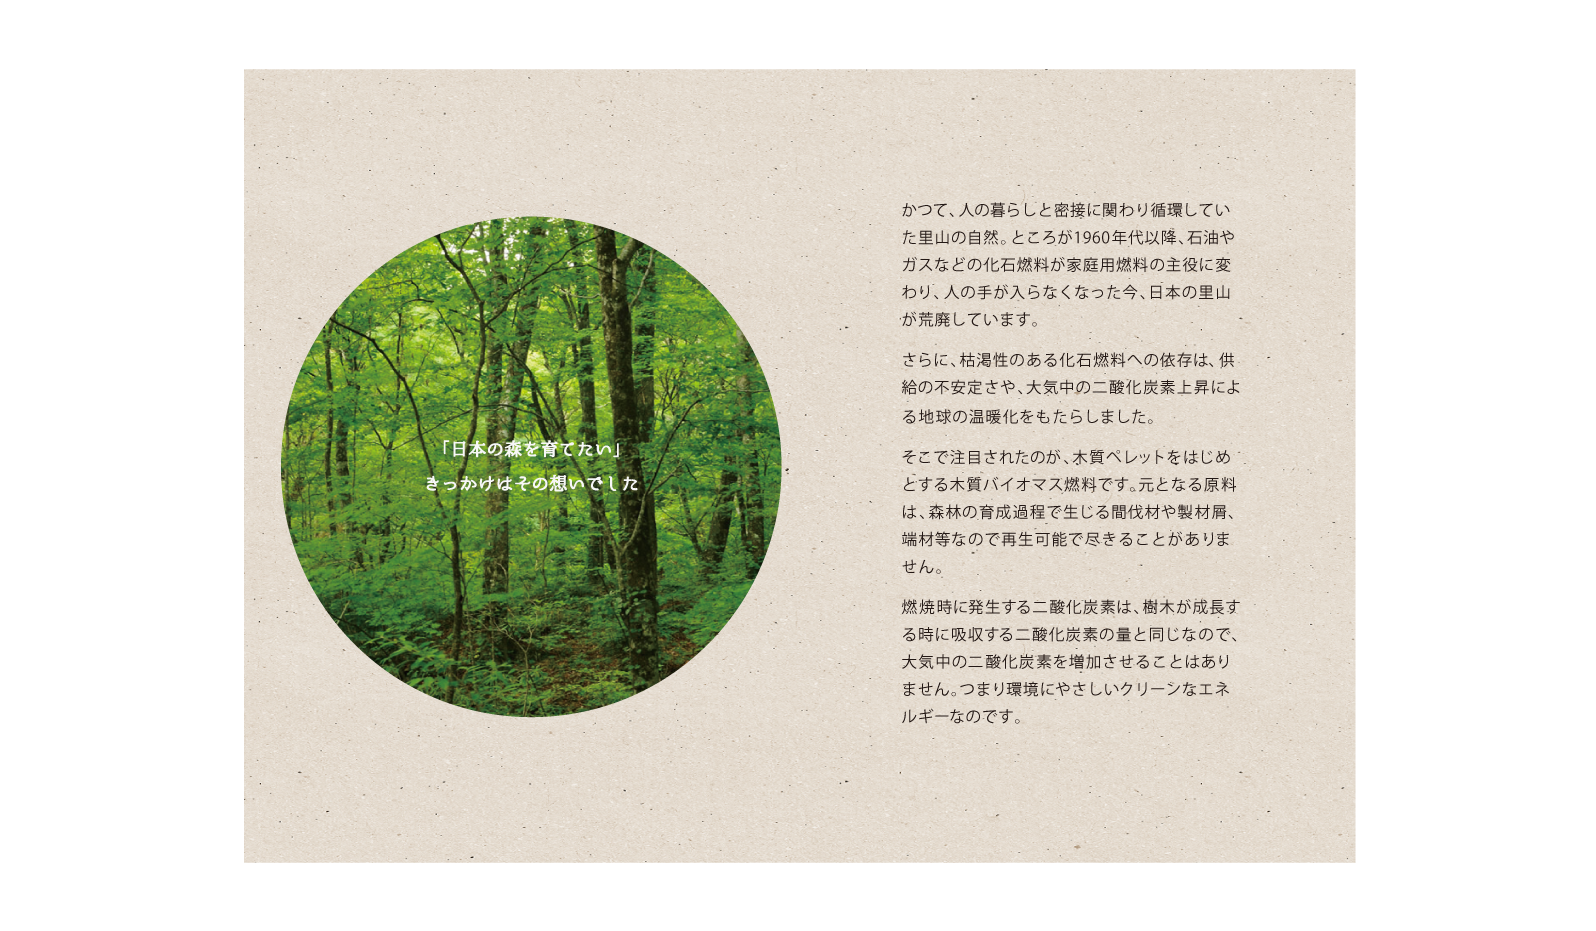 「日本の森を育てたい」
きっかけはその想いでした
かつて、人の暮らしと密接に関わり循環してい
た里山の自然。ところが1960年代以降、石油や
ガスなどの化石燃料が家庭用燃料の主役に変
わり、人の手が入らなくなった今、日本の里山
が荒廃しています。
さらに、枯渇性のある化石燃料への依存は、供
給の不安定さや、大気中の二酸化炭素上昇によ
る地球の温暖化をもたらしました。
そこで注目されたのが、木質ペレットをはじめ
とする木質バイオマス燃料です。元となる原料
は、森林の育成過程で生じる間伐材や製材屑、
端材等なので再生可能で尽きることがありま
せん。
燃焼時に発生する二酸化炭素は、樹木が成長す
る時に吸収する二酸化炭素の量と同じなので、
大気中の二酸化炭素を増加させることはあり
ません。つまり環境にやさしいクリーンなエネ
ルギーなのです。